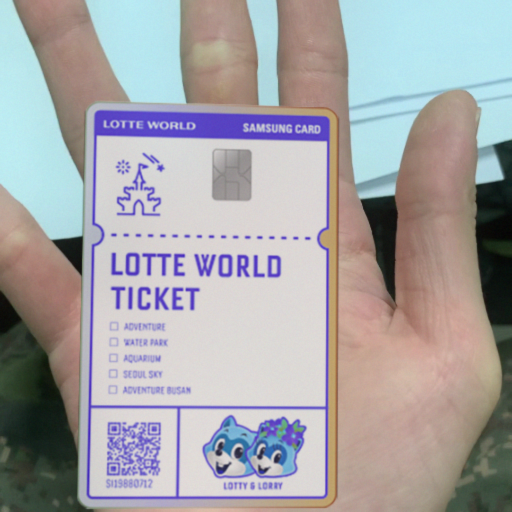 LOTTE WORLD
SAMSUNG CARD
LOTTE WORLD
TICKET
ADVENTURE
WATER PARK
AQUARIUM
SEOUL SKY
ADVENTURE BUSAN
SI19880712
LOTTY & LORRY